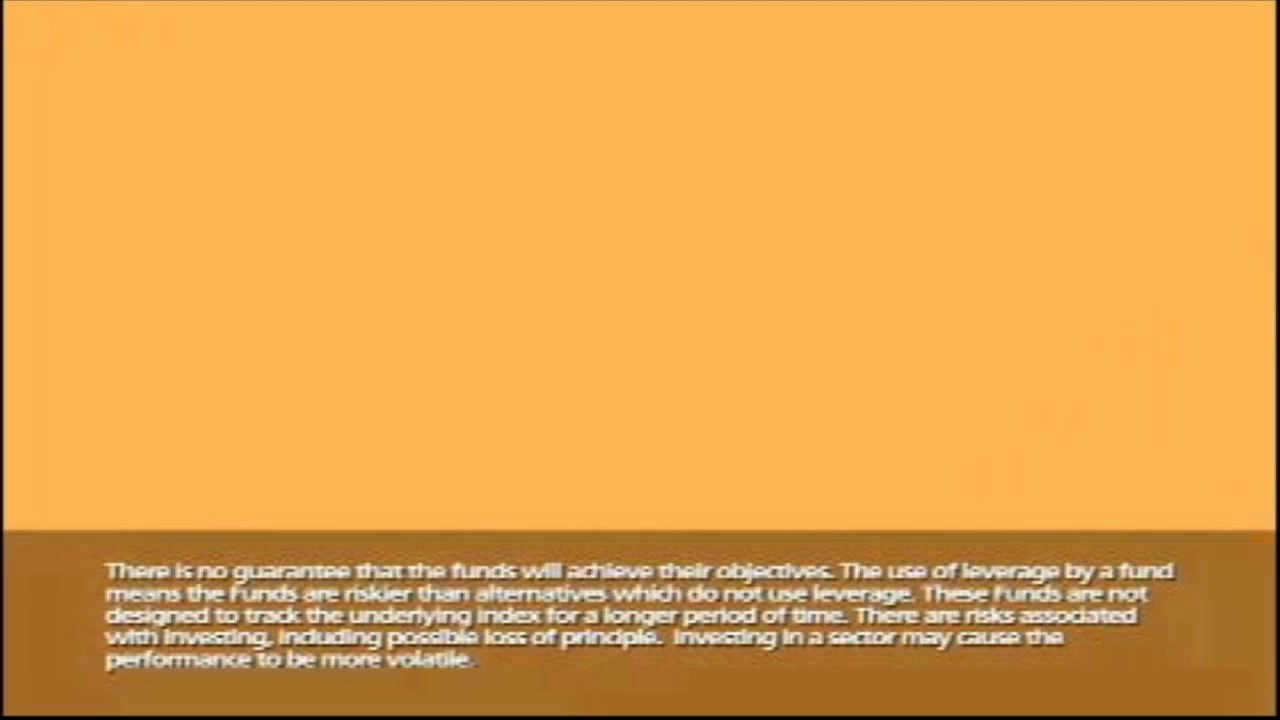 There is no guarantee that the funds will achieve their objectives. The use of leverage by a fund
means the Funds are riskier than alternatives which do not use leverage. These Funds are not
designed to track the underlying index for a longer period of time. There are risks associated
with investing, including possible loss of principle. Investing in a sector may cause the
performance to be more volatile.